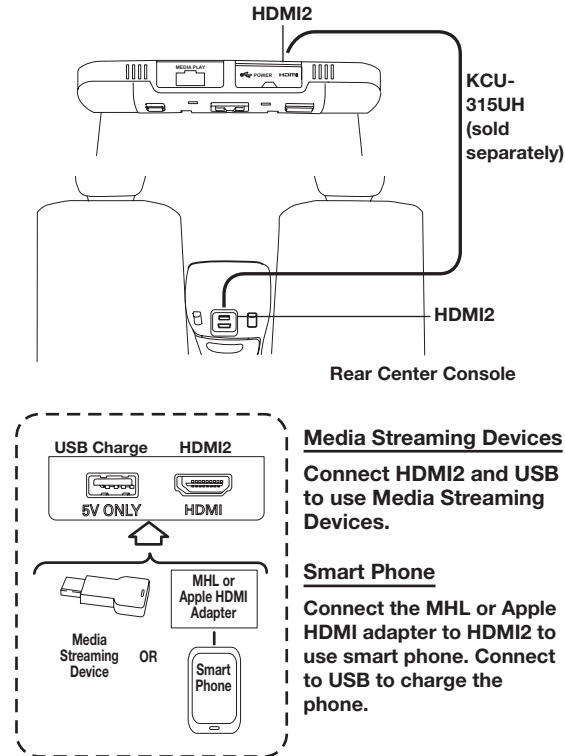 HDMI2
MEDIA PLAY
POWER HDMI
KCU-
315UH
(sold
separately)
HDMI2
Rear Center Console
USB Charge HDMI2
5V ONLY HDMI
MHL or
Apple HDMI
Adapter
Media
Streaming
Device
OR
Smart
Phone
Media Streaming Devices
Connect HDMI2 and USB
to use Media Streaming
Devices.
Smart Phone
Connect the MHL or Apple
HDMI adapter to HDMI2 to
use smart phone. Connect
to USB to charge the
phone.